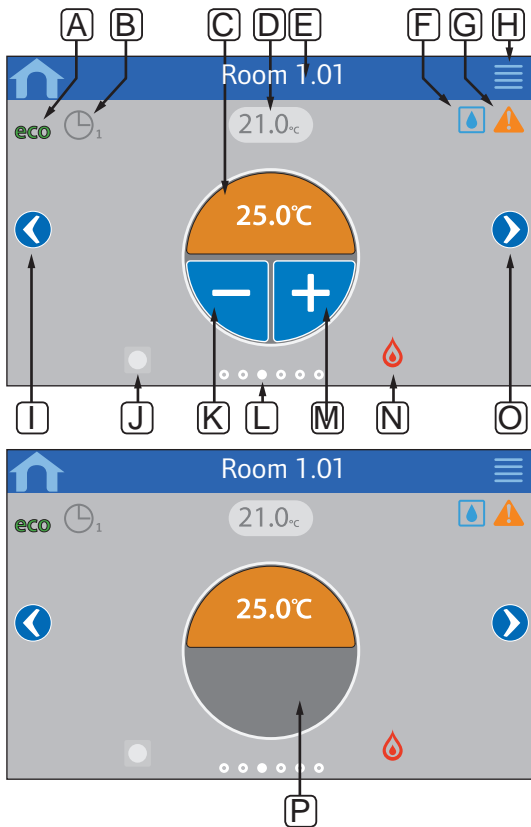 A B C D E F G H
Room 1.01
eco 1 21.0°C
25.0°C
− +
I J K L M N O
Room 1.01
eco 1 21.0°C
25.0°C
P